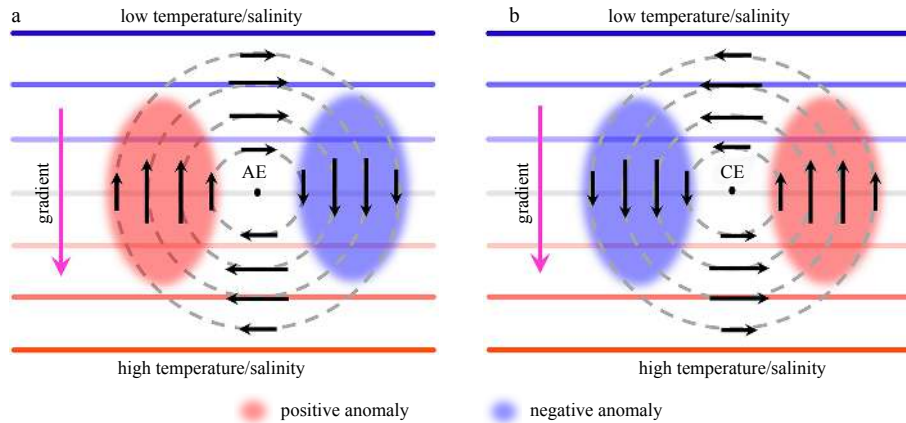 a
low temperature/salinity
gradient
AE
high temperature/salinity
b
low temperature/salinity
gradient
CE
high temperature/salinity
positive anomaly
negative anomaly